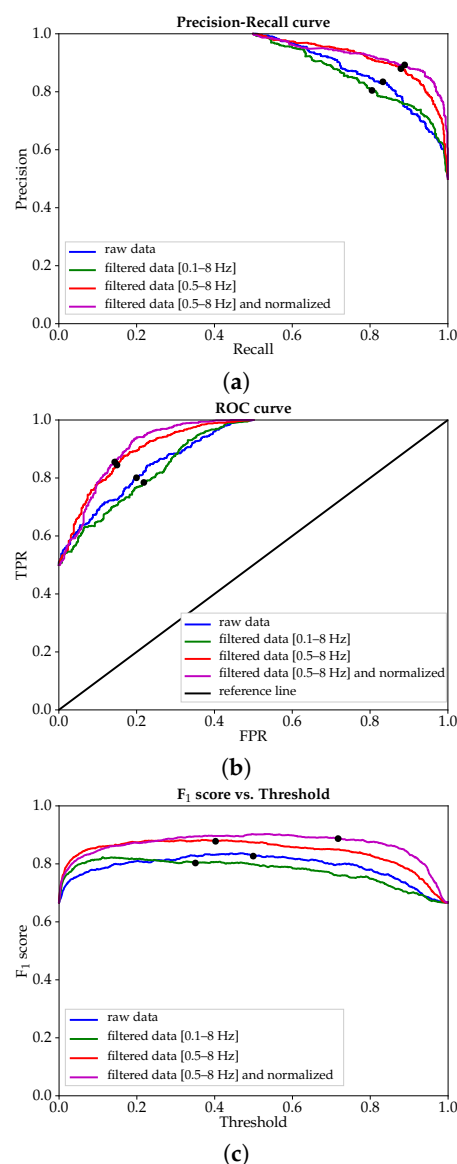 Precision-Recall curve
1.0
0.8
0.6
0.4
0.2
0.0
Precision
raw data
filtered data [0.1–8 Hz]
filtered data [0.5–8 Hz]
filtered data [0.5–8 Hz] and normalized
0.0 0.2 0.4 0.6 0.8 1.0
Recall
(a)
ROC curve
1.0
0.8
0.6
0.4
0.2
0.0
TPR
raw data
filtered data [0.1–8 Hz]
filtered data [0.5–8 Hz]
filtered data [0.5–8 Hz] and normalized
reference line
0.0 0.2 0.4 0.6 0.8 1.0
FPR
(b)
F₁ score vs. Threshold
1.0
0.8
0.6
0.4
0.2
0.0
F₁ score
raw data
filtered data [0.1–8 Hz]
filtered data [0.5–8 Hz]
filtered data [0.5–8 Hz] and normalized
0.0 0.2 0.4 0.6 0.8 1.0
Threshold
(c)